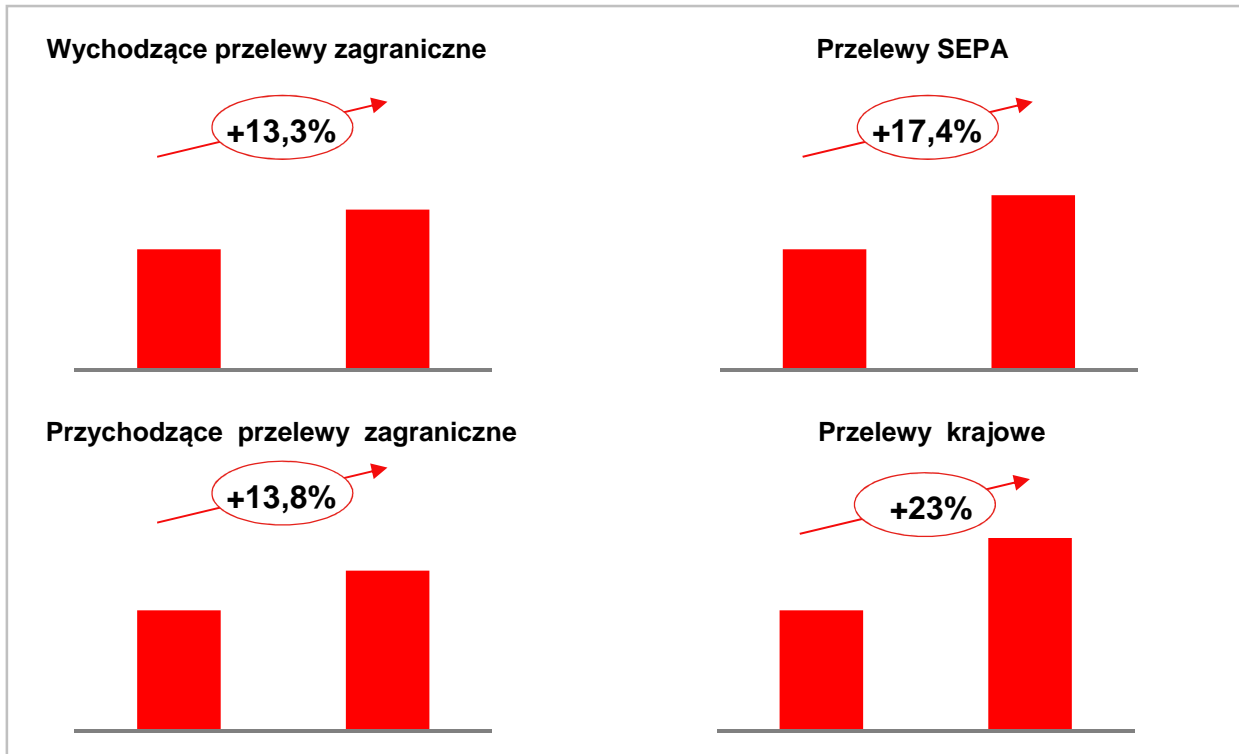 Wychodzące przelewy zagraniczne
+13,3%
Przelewy SEPA
+17,4%
Przychodzące przelewy zagraniczne
+13,8%
Przelewy krajowe
+23%